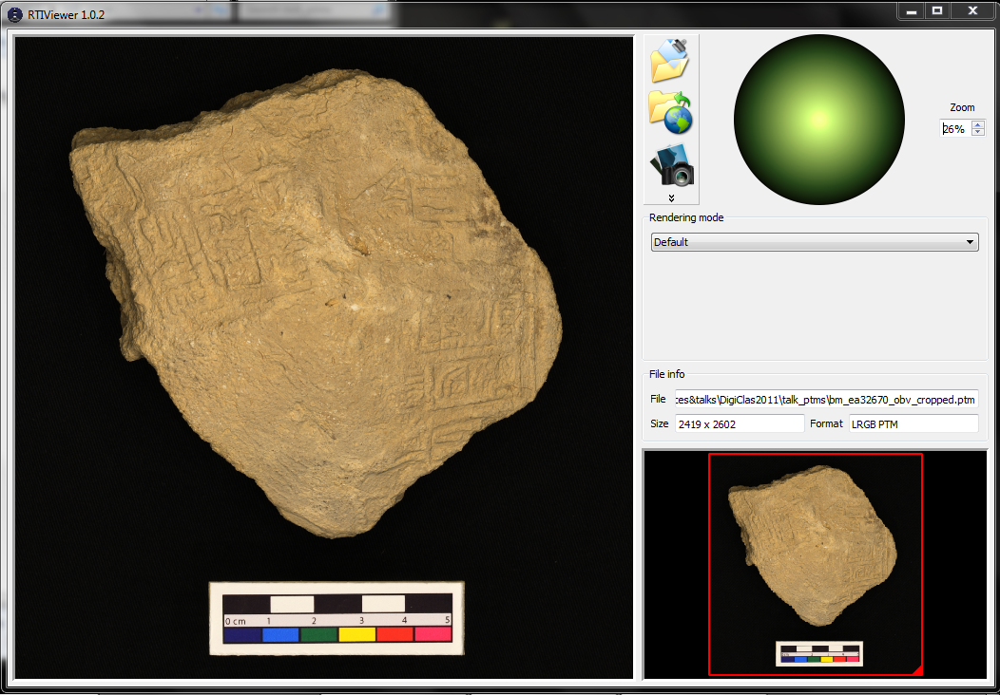 RTIViewer 1.0.2
Zoom
26%
Rendering mode
Default
File info
File :es&talks\DigiClas2011\talk_ptms\bm_ea32670_obv_cropped.ptm
Size 2419 x 2602 Format LRGB PTM
0 cm 1 2 3 4 5